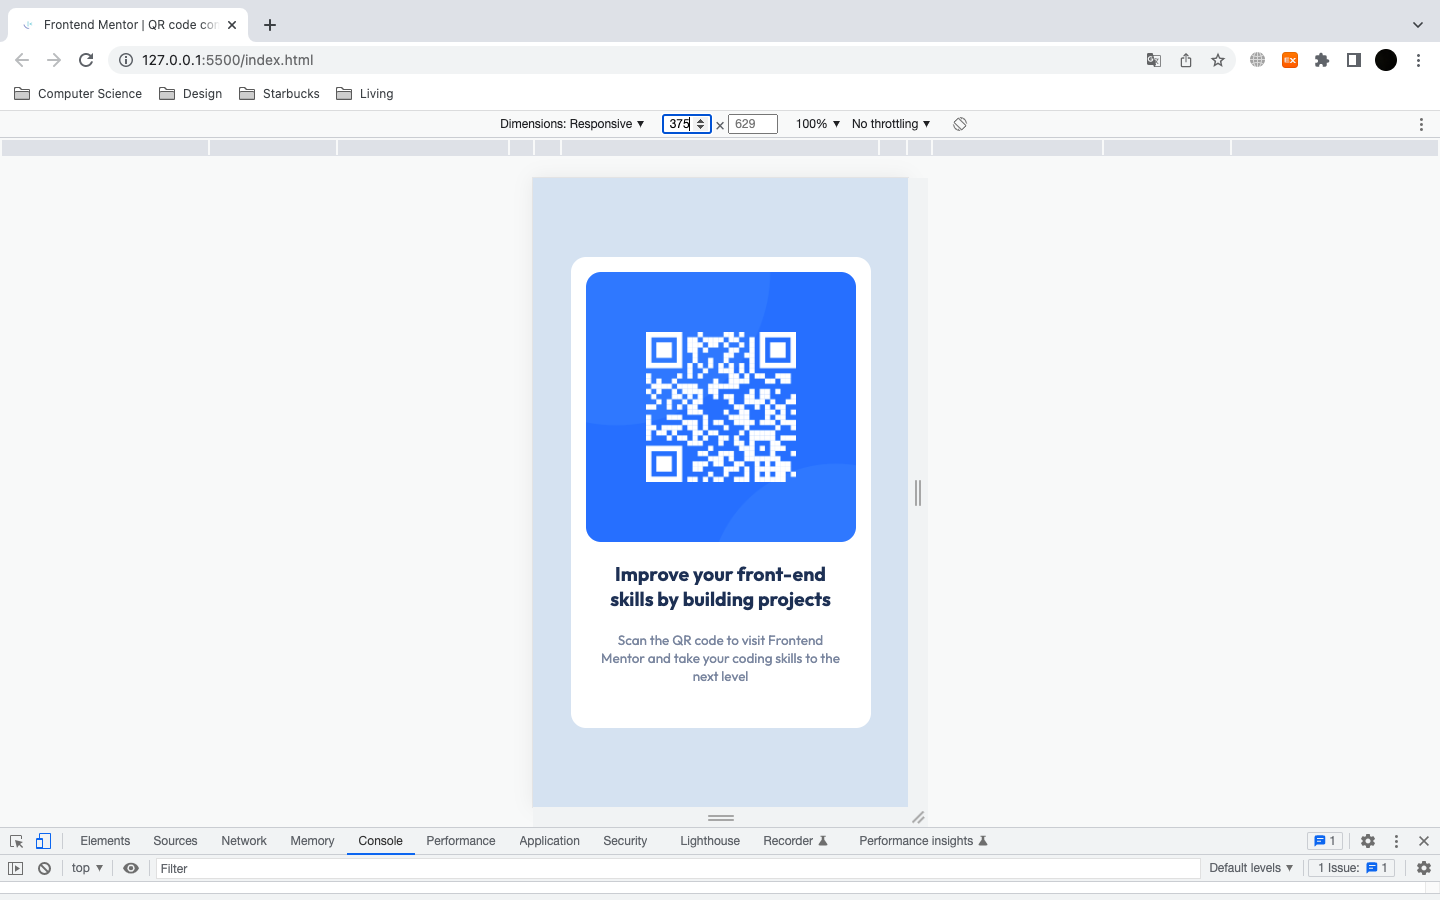 Frontend Mentor | QR code con
127.0.0.1:5500/index.html
Computer Science
Design
Starbucks
Living
Dimensions: Responsive
375
×
629
100%
No throttling
Improve your front-end
skills by building projects
Scan the QR code to visit Frontend
Mentor and take your coding skills to the
next level
Elements
Sources
Network
Memory
Console
Performance
Application
Security
Lighthouse
Recorder
Performance insights
1
top
Filter
Default levels
1 Issue:
1